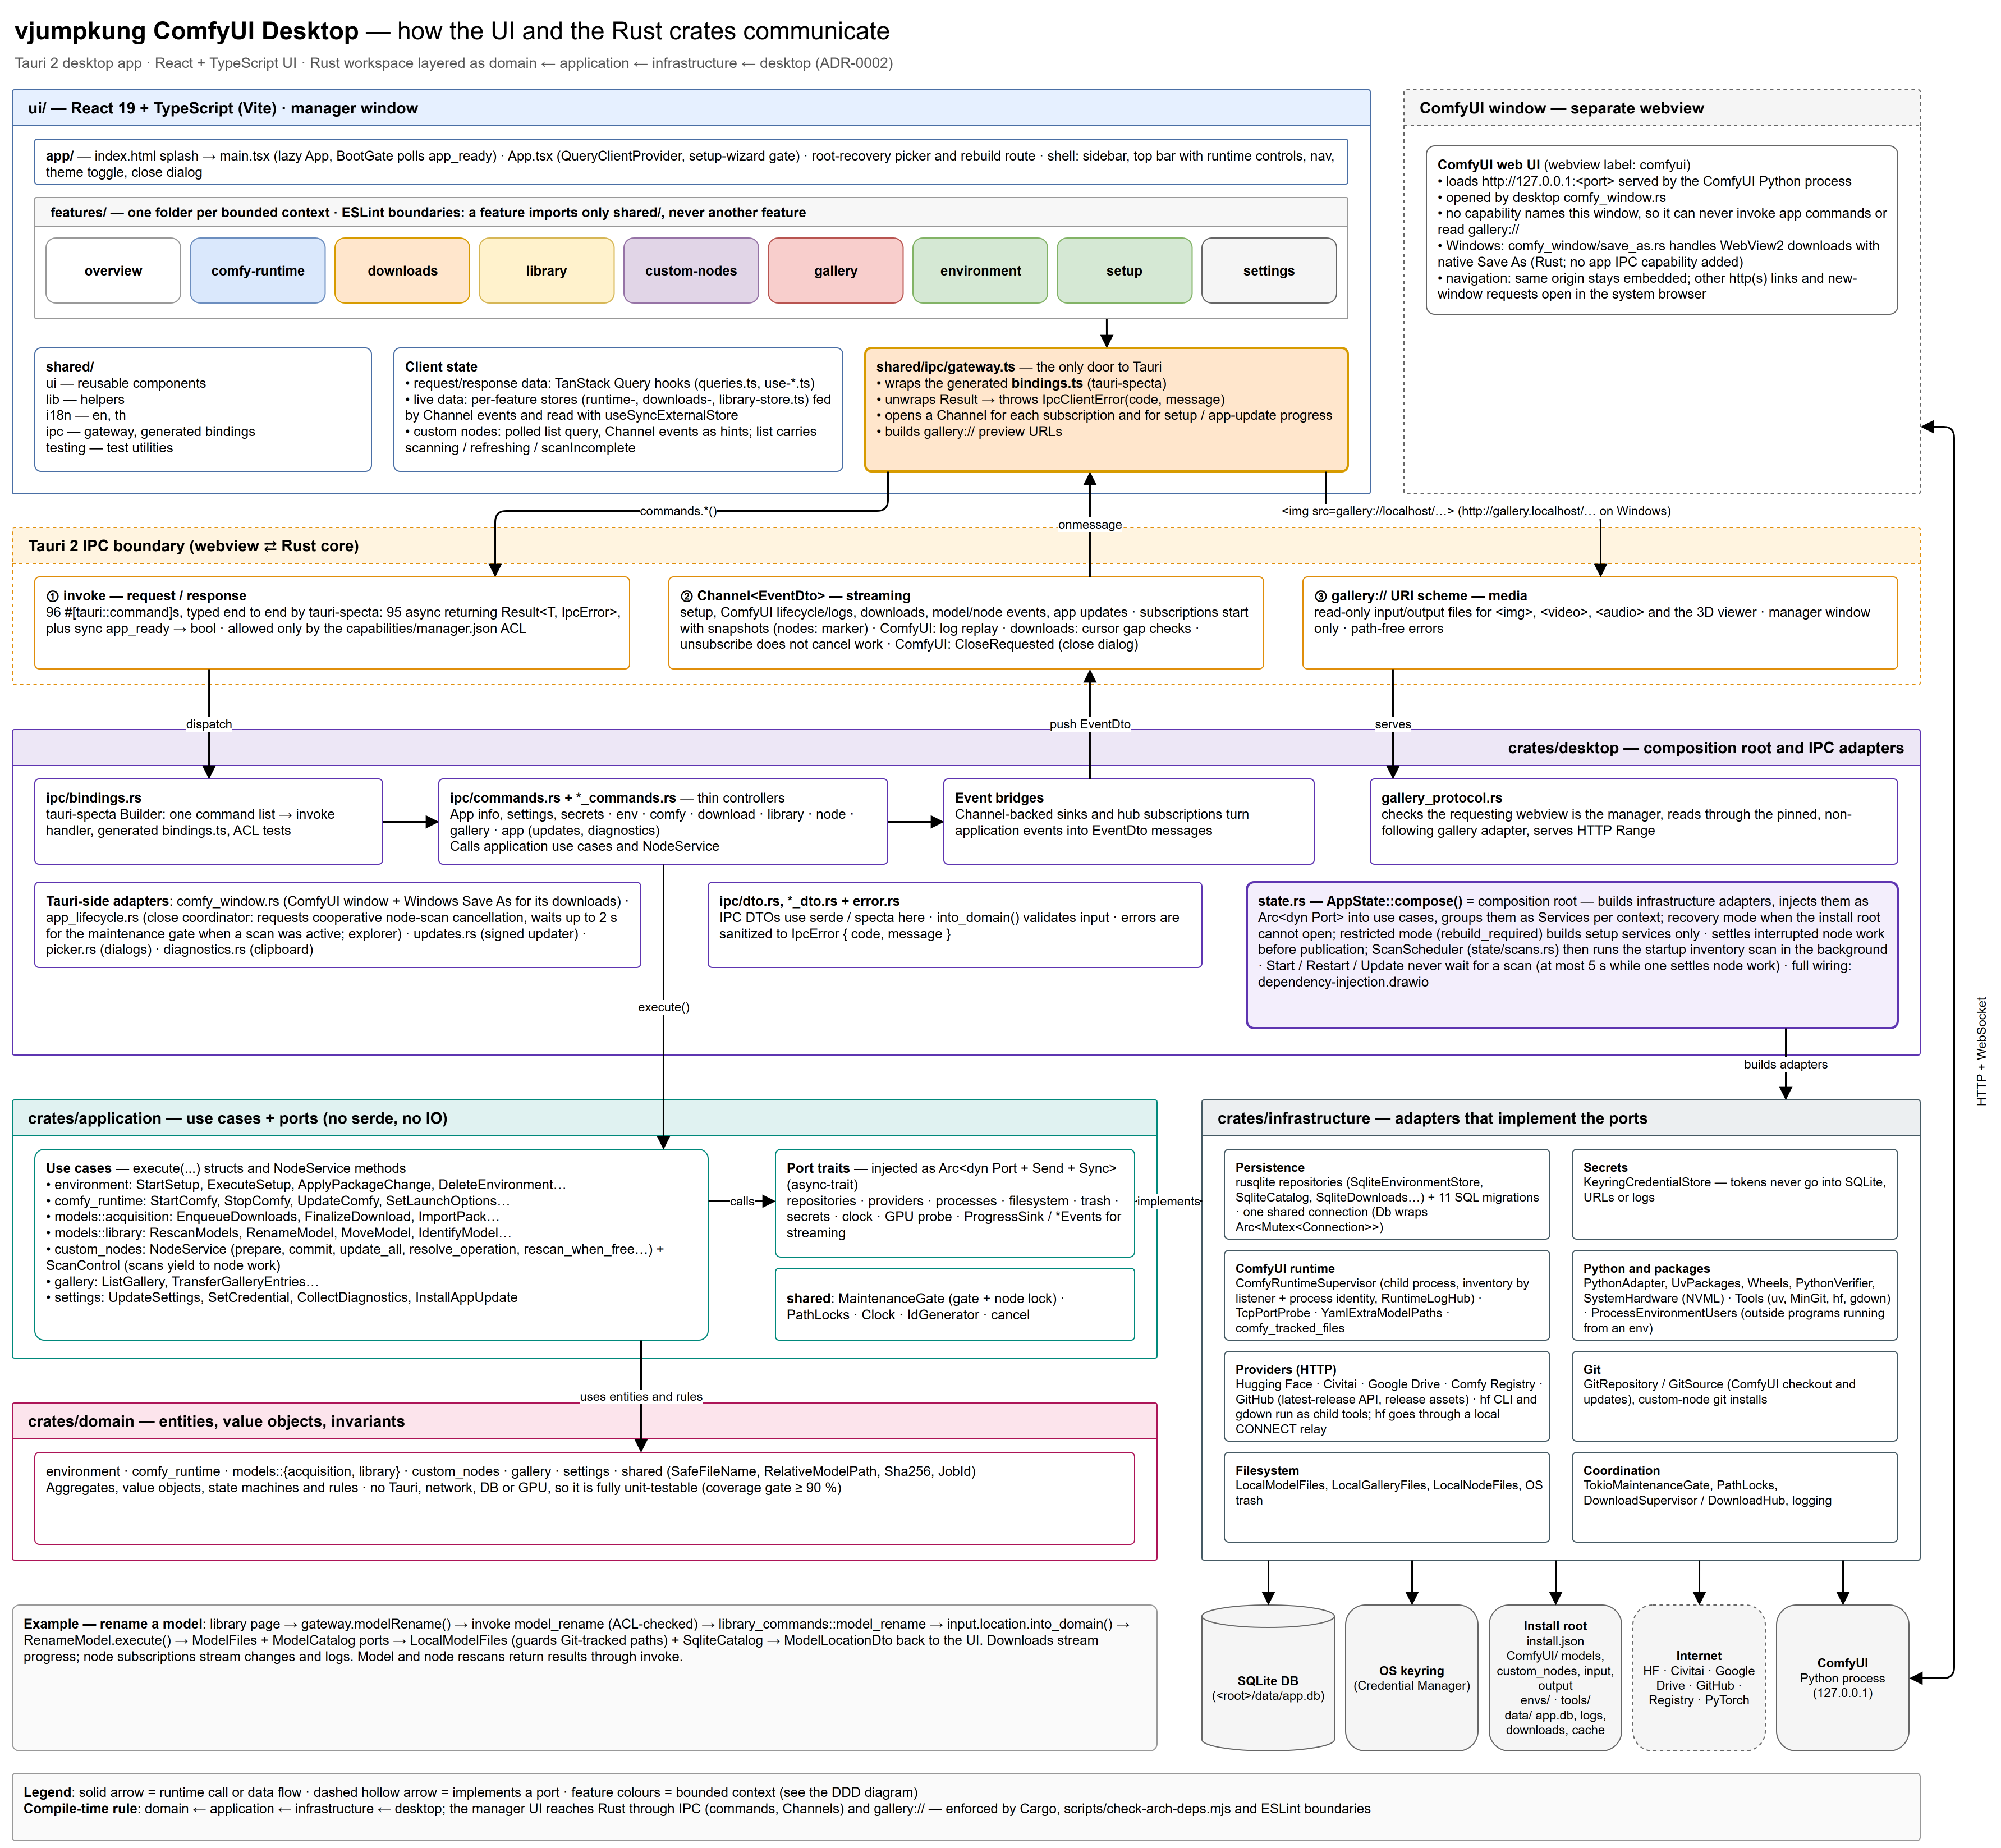 vjumpkung ComfyUI Desktop — how the UI and the Rust crates communicate
Tauri 2 desktop app · React + TypeScript UI · Rust workspace layered as domain ← application ← infrastructure ← desktop (ADR-0002)
ui/ — React 19 + TypeScript (Vite) · manager window
app/ — index.html splash → main.tsx (lazy App, BootGate polls app_ready) · App.tsx (QueryClientProvider, setup-wizard gate) · root-recovery picker and rebuild route · shell: sidebar, top bar with runtime controls, nav,
theme toggle, close dialog
features/ — one folder per bounded context · ESLint boundaries: a feature imports only shared/, never another feature
overview
comfy-runtime
downloads
library
custom-nodes
gallery
environment
setup
settings
shared/
ui — reusable components
lib — helpers
i18n — en, th
ipc — gateway, generated bindings
testing — test utilities
Client state
• request/response data: TanStack Query hooks (queries.ts, use-*.ts)
• live data: per-feature stores (runtime-, downloads-, library-store.ts) fed
by Channel events and read with useSyncExternalStore
• custom nodes: polled list query, Channel events as hints; list carries
scanning / refreshing / scanIncomplete
shared/ipc/gateway.ts — the only door to Tauri
• wraps the generated bindings.ts (tauri-specta)
• unwraps Result → throws IpcClientError(code, message)
• opens a Channel for each subscription and for setup / app-update progress
• builds gallery:// preview URLs
ComfyUI window — separate webview
ComfyUI web UI (webview label: comfyui)
• loads http://127.0.0.1:<port> served by the ComfyUI Python process
• opened by desktop comfy_window.rs
• no capability names this window, so it can never invoke app commands or
read gallery://
• Windows: comfy_window/save_as.rs handles WebView2 downloads with
native Save As (Rust; no app IPC capability added)
• navigation: same origin stays embedded; other http(s) links and new-
window requests open in the system browser
commands.*()
onmessage
<img src=gallery://localhost/…> (http://gallery.localhost/… on Windows)
Tauri 2 IPC boundary (webview ⇄ Rust core)
① invoke — request / response
96 #[tauri::command]s, typed end to end by tauri-specta: 95 async returning Result<T, IpcError>,
plus sync app_ready → bool · allowed only by the capabilities/manager.json ACL
② Channel<EventDto> — streaming
setup, ComfyUI lifecycle/logs, downloads, model/node events, app updates · subscriptions start
with snapshots (nodes: marker) · ComfyUI: log replay · downloads: cursor gap checks ·
unsubscribe does not cancel work · ComfyUI: CloseRequested (close dialog)
③ gallery:// URI scheme — media
read-only input/output files for <img>, <video>, <audio> and the 3D viewer · manager window
only · path-free errors
dispatch
push EventDto
serves
crates/desktop — composition root and IPC adapters
ipc/bindings.rs
tauri-specta Builder: one command list → invoke
handler, generated bindings.ts, ACL tests
ipc/commands.rs + *_commands.rs — thin controllers
App info, settings, secrets · env · comfy · download · library · node ·
gallery · app (updates, diagnostics)
Calls application use cases and NodeService
Event bridges
Channel-backed sinks and hub subscriptions turn
application events into EventDto messages
gallery_protocol.rs
checks the requesting webview is the manager, reads through the pinned, non-
following gallery adapter, serves HTTP Range
Tauri-side adapters: comfy_window.rs (ComfyUI window + Windows Save As for its downloads) ·
app_lifecycle.rs (close coordinator: requests cooperative node-scan cancellation, waits up to 2 s
for the maintenance gate when a scan was active; explorer) · updates.rs (signed updater) ·
picker.rs (dialogs) · diagnostics.rs (clipboard)
ipc/dto.rs, *_dto.rs + error.rs
IPC DTOs use serde / specta here · into_domain() validates input · errors are
sanitized to IpcError { code, message }
state.rs — AppState::compose() = composition root — builds infrastructure adapters, injects them as
Arc<dyn Port> into use cases, groups them as Services per context; recovery mode when the install root
cannot open; restricted mode (rebuild_required) builds setup services only · settles interrupted node work
before publication; ScanScheduler (state/scans.rs) then runs the startup inventory scan in the background
· Start / Restart / Update never wait for a scan (at most 5 s while one settles node work) · full wiring:
dependency-injection.drawio
execute()
builds adapters
HTTP + WebSocket
crates/application — use cases + ports (no serde, no IO)
Use cases — execute(...) structs and NodeService methods
• environment: StartSetup, ExecuteSetup, ApplyPackageChange, DeleteEnvironment…
• comfy_runtime: StartComfy, StopComfy, UpdateComfy, SetLaunchOptions…
• models::acquisition: EnqueueDownloads, FinalizeDownload, ImportPack…
• models::library: RescanModels, RenameModel, MoveModel, IdentifyModel…
• custom_nodes: NodeService (prepare, commit, update_all, resolve_operation, rescan_when_free…) +
ScanControl (scans yield to node work)
• gallery: ListGallery, TransferGalleryEntries…
• settings: UpdateSettings, SetCredential, CollectDiagnostics, InstallAppUpdate
calls
Port traits — injected as Arc<dyn Port + Send + Sync>
(async-trait)
repositories · providers · processes · filesystem · trash ·
secrets · clock · GPU probe · ProgressSink / *Events for
streaming
implements
shared: MaintenanceGate (gate + node lock) ·
PathLocks · Clock · IdGenerator · cancel
uses entities and rules
crates/domain — entities, value objects, invariants
environment · comfy_runtime · models::{acquisition, library} · custom_nodes · gallery · settings · shared (SafeFileName, RelativeModelPath, Sha256, JobId)
Aggregates, value objects, state machines and rules · no Tauri, network, DB or GPU, so it is fully unit-testable (coverage gate ≥ 90 %)
crates/infrastructure — adapters that implement the ports
Persistence
rusqlite repositories (SqliteEnvironmentStore,
SqliteCatalog, SqliteDownloads…) + 11 SQL migrations
· one shared connection (Db wraps
Arc<Mutex<Connection>>)
Secrets
KeyringCredentialStore — tokens never go into SQLite,
URLs or logs
ComfyUI runtime
ComfyRuntimeSupervisor (child process, inventory by
listener + process identity, RuntimeLogHub) ·
TcpPortProbe · YamlExtraModelPaths ·
comfy_tracked_files
Python and packages
PythonAdapter, UvPackages, Wheels, PythonVerifier,
SystemHardware (NVML) · Tools (uv, MinGit, hf, gdown)
· ProcessEnvironmentUsers (outside programs running
from an env)
Providers (HTTP)
Hugging Face · Civitai · Google Drive · Comfy Registry ·
GitHub (latest-release API, release assets) · hf CLI and
gdown run as child tools; hf goes through a local
CONNECT relay
Git
GitRepository / GitSource (ComfyUI checkout and
updates), custom-node git installs
Filesystem
LocalModelFiles, LocalGalleryFiles, LocalNodeFiles, OS
trash
Coordination
TokioMaintenanceGate, PathLocks,
DownloadSupervisor / DownloadHub, logging
Example — rename a model: library page → gateway.modelRename() → invoke model_rename (ACL-checked) → library_commands::model_rename → input.location.into_domain() →
RenameModel.execute() → ModelFiles + ModelCatalog ports → LocalModelFiles (guards Git-tracked paths) + SqliteCatalog → ModelLocationDto back to the UI. Downloads stream
progress; node subscriptions stream changes and logs. Model and node rescans return results through invoke.
SQLite DB
(<root>/data/app.db)
OS keyring
(Credential Manager)
Install root
install.json
ComfyUI/ models,
custom_nodes, input,
output
envs/ · tools/
data/ app.db, logs,
downloads, cache
Internet
HF · Civitai · Google
Drive · GitHub ·
Registry · PyTorch
ComfyUI
Python process
(127.0.0.1)
Legend: solid arrow = runtime call or data flow · dashed hollow arrow = implements a port · feature colours = bounded context (see the DDD diagram)
Compile-time rule: domain ← application ← infrastructure ← desktop; the manager UI reaches Rust through IPC (commands, Channels) and gallery:// — enforced by Cargo, scripts/check-arch-deps.mjs and ESLint boundaries